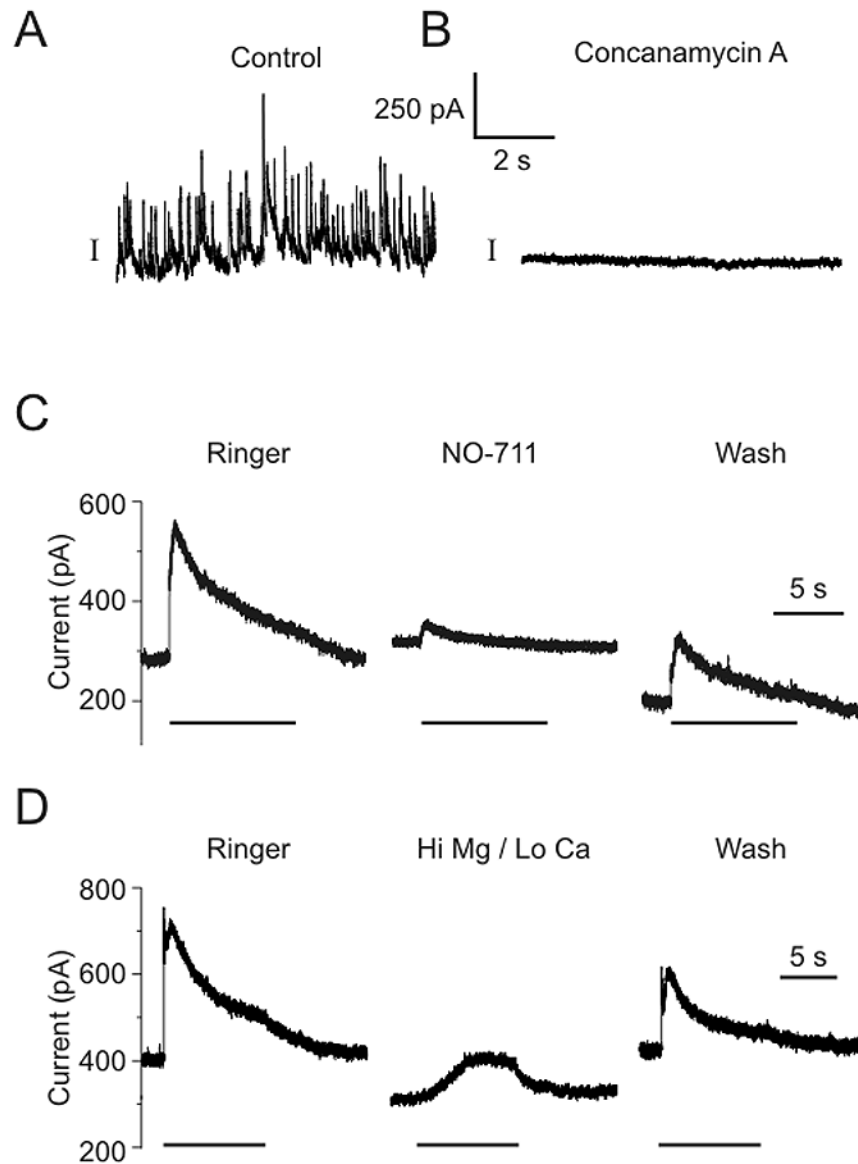 A
B
Control
Concanamycin A
250 pA
2 s
I
I
C
Ringer
NO-711
Wash
600
400
200
Current (pA)
5 s
D
Ringer
Hi Mg / Lo Ca
Wash
800
600
400
200
Current (pA)
5 s